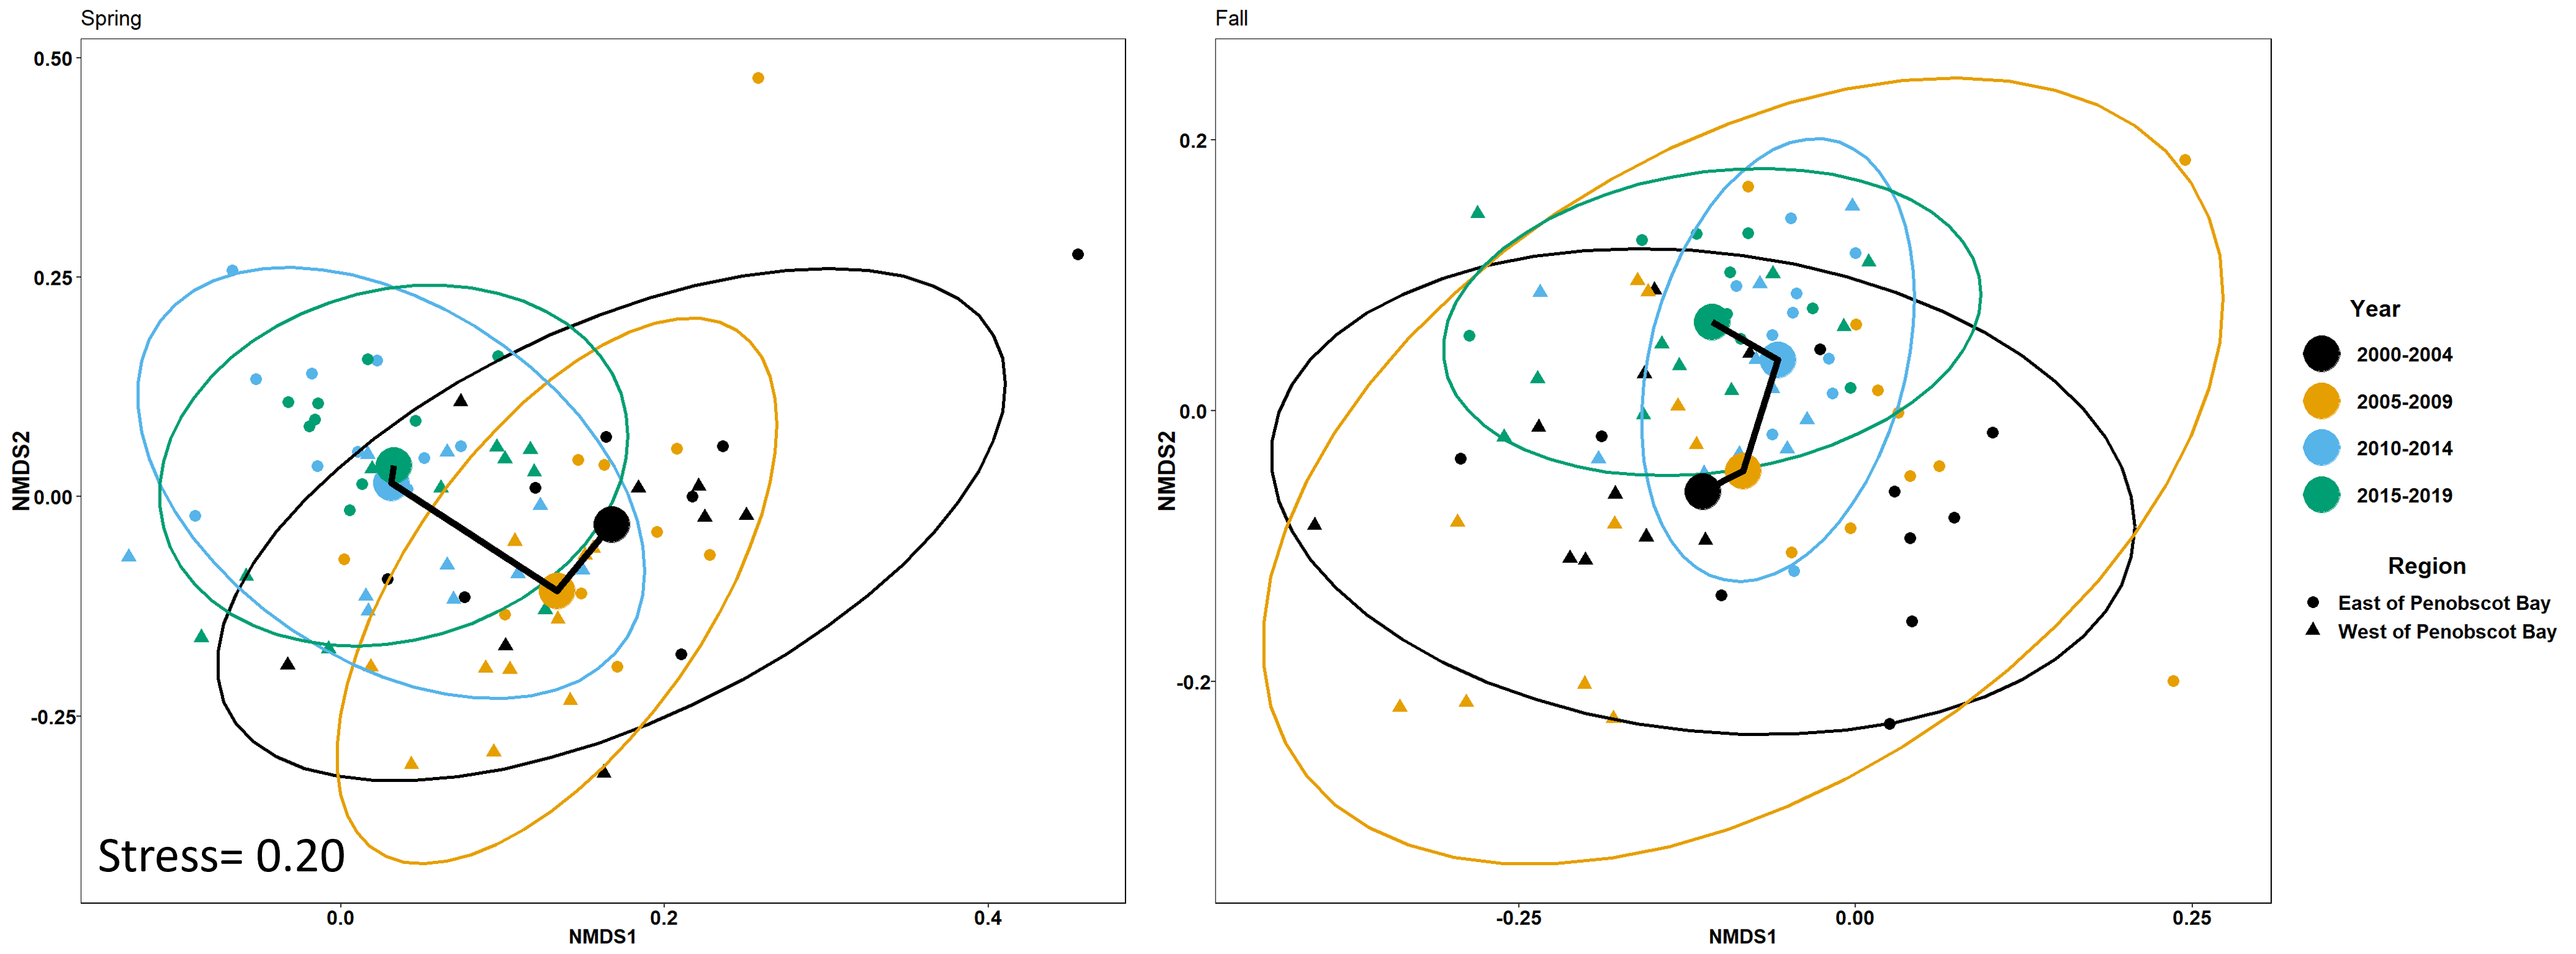 Spring
Fall
0.50
0.25
0.00
-0.25
NMDS2
0.0
0.2
0.4
NMDS1
Stress= 0.20
0.2
0.0
-0.2
NMDS2
-0.25
0.00
0.25
NMDS1
Year
2000-2004
2005-2009
2010-2014
2015-2019
Region
East of Penobscot Bay
West of Penobscot Bay